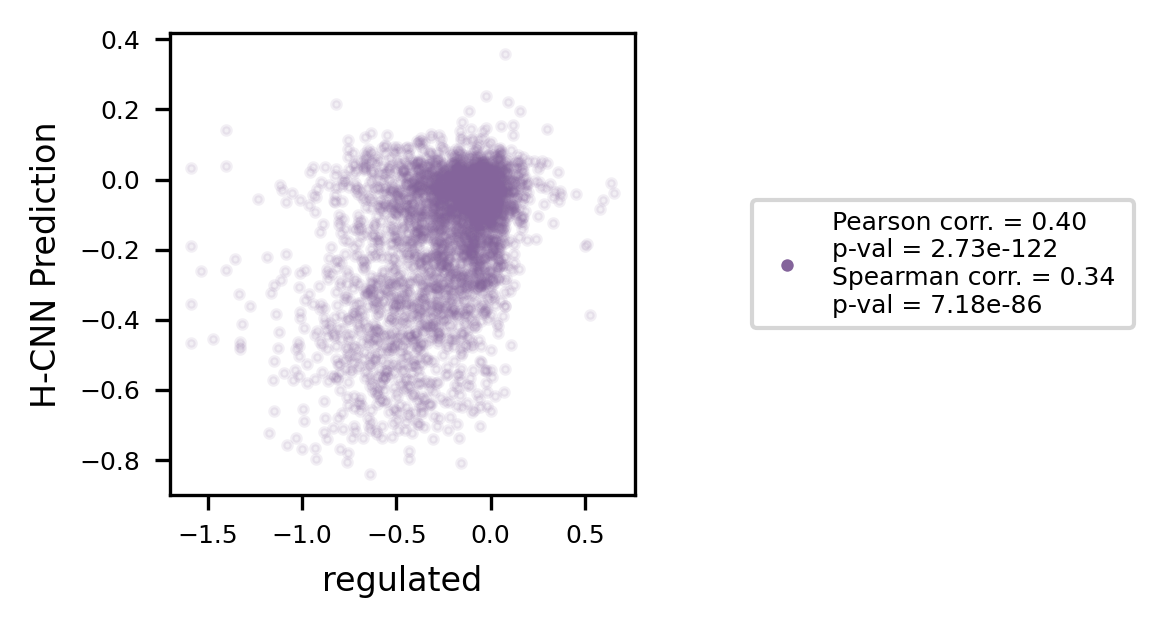 0.4
0.2
0.0
−0.2
−0.4
−0.6
−0.8
H-CNN Prediction
−1.5 −1.0 −0.5 0.0 0.5
regulated
Pearson corr. = 0.40
p-val = 2.73e-122
Spearman corr. = 0.34
p-val = 7.18e-86